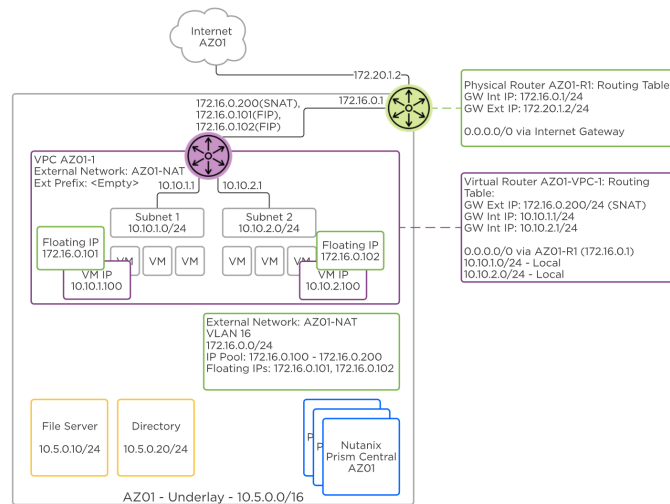 Internet
AZ01
172.20.1.2
172.16.0.200(SNAT),
172.16.0.101(FIP),
172.16.0.102(FIP)
172.16.0.1
Physical Router AZ01-R1: Routing Table
GW Int IP: 172.16.0.1/24
GW Ext IP: 172.20.1.2/24
0.0.0.0/0 via Internet Gateway
VPC AZ01-1
External Network: AZ01-NAT
Ext Prefix: <Empty>
10.10.1.1
10.10.2.1
Virtual Router AZ01-VPC-1: Routing
Table:
GW Ext IP: 172.16.0.200/24 (SNAT)
GW Int IP: 10.10.1.1/24
GW Int IP: 10.10.2.1/24
0.0.0.0/0 via AZ01-R1 (172.16.0.1)
10.10.1.0/24 - Local
10.10.2.0/24 - Local
Subnet 1
10.10.1.0/24
Subnet 2
10.10.2.0/24
Floating IP
172.16.0.101
VM
VM
VM
VM IP
10.10.1.100
Floating IP
172.16.0.102
VM
VM
VM
VM IP
10.10.2.100
External Network: AZ01-NAT
VLAN 16
172.16.0.0/24
IP Pool: 172.16.0.100 - 172.16.0.200
Floating IPs: 172.16.0.101, 172.16.0.102
File Server
10.5.0.10/24
Directory
10.5.0.20/24
P
P
Nutanix
Prism Central
AZ01
AZ01 - Underlay - 10.5.0.0/16